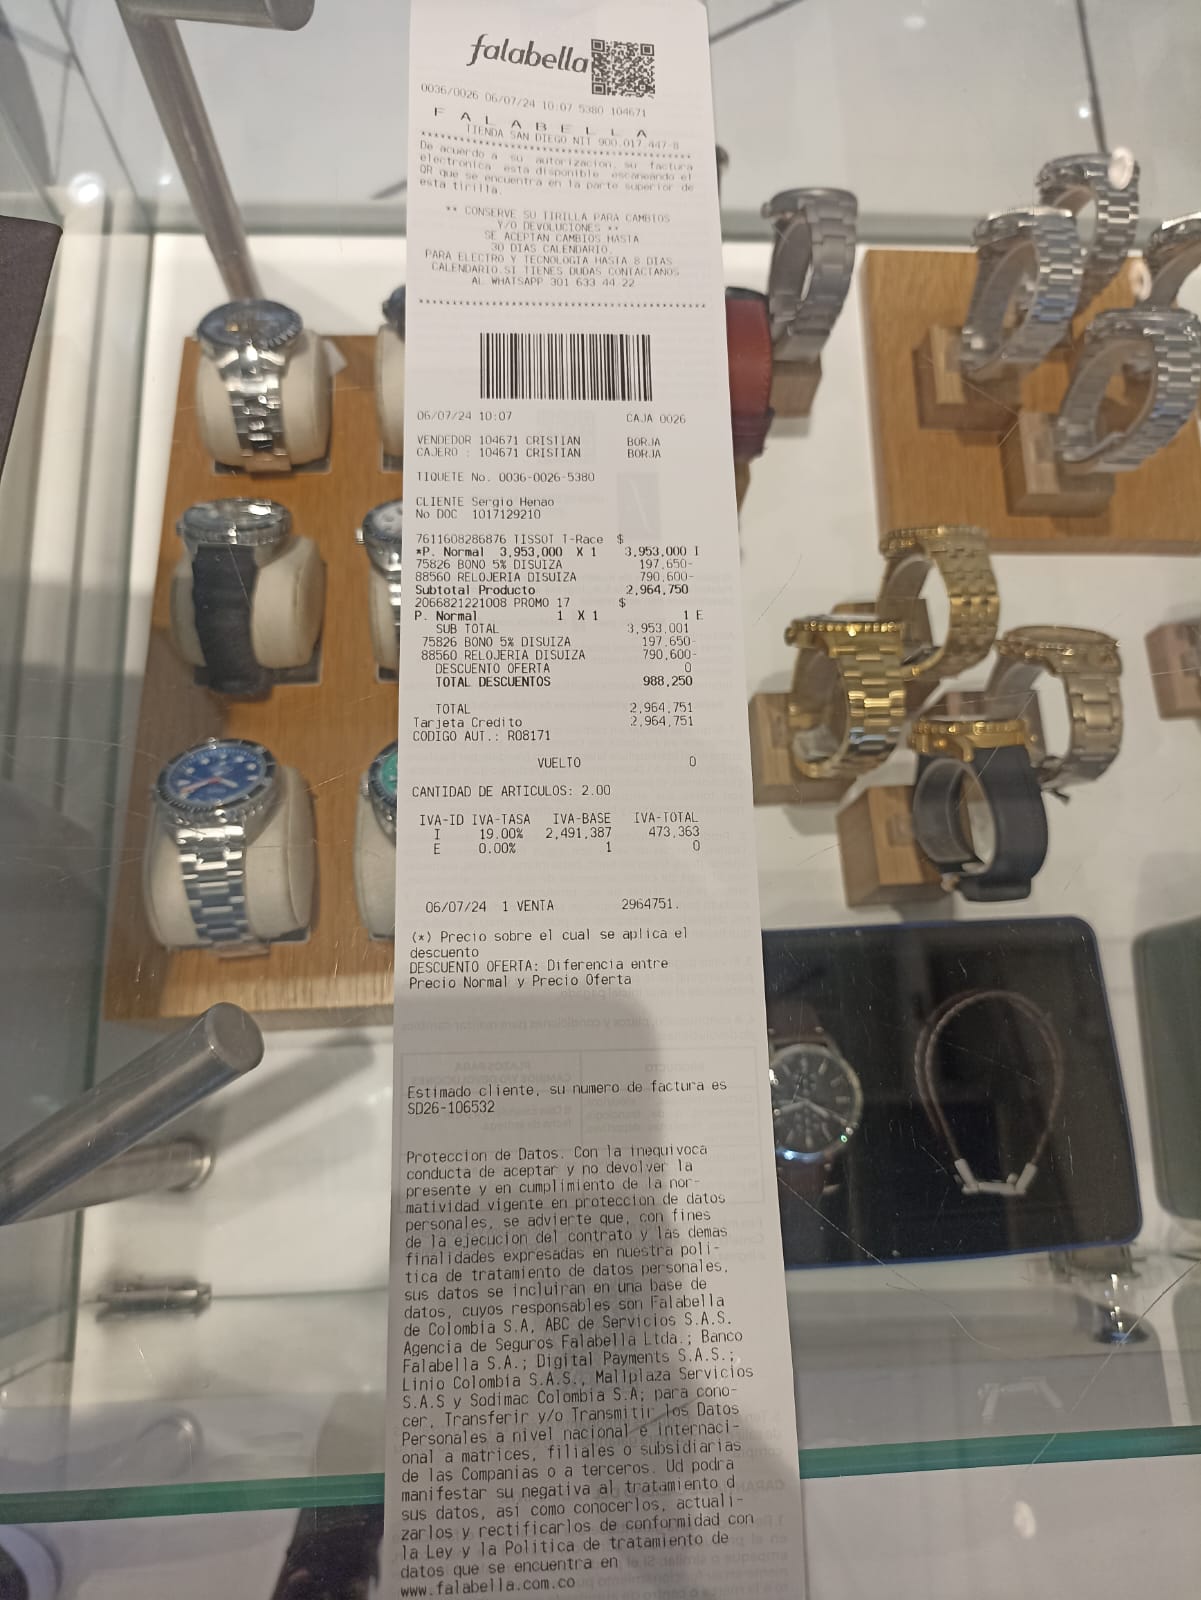 falabella
0036/0026 06/07/24 10:07 5380 104671
F A L A B E L L A
TIENDA SAN DIEGO NIT 900.017.447-8
De acuerdo a su autorizacion, su factura
electronica esta disponible escaneando el
QR que se encuentra en la parte superior de
esta tirilla.
** CONSERVE SU TIRILLA PARA CAMBIOS
Y/O DEVOLUCIONES **
SE ACEPTAN CAMBIOS HASTA
30 DIAS CALENDARIO.
PARA ELECTRO Y TECNOLOGIA HASTA 8 DIAS
CALENDARIO.SI TIENES DUDAS CONTACTANOS
AL WHATSAPP 301 633 44 22
06/07/24 10:07 CAJA 0026
VENDEDOR 104671 CRISTIAN BORJA
CAJERO : 104671 CRISTIAN BORJA
TIQUETE No. 0036-0026-5380
CLIENTE Sergio Henao
No DOC 1017129210
7611608286876 TISSOT T-Race $
*P. Normal 3,953,000 X 1 3,953,000 I
75826 BONO 5% DISUIZA 197,650-
88560 RELOJERIA DISUIZA 790,600-
Subtotal Producto 2,964,750
2066821221008 PROMO 17 $
P. Normal 1 X 1 1 E
SUB TOTAL 3,953,001
75826 BONO 5% DISUIZA 197,650-
88560 RELOJERIA DISUIZA 790,600-
DESCUENTO OFERTA 0
TOTAL DESCUENTOS 988,250
TOTAL 2,964,751
Tarjeta Credito 2,964,751
CODIGO AUT.: R08171
VUELTO 0
CANTIDAD DE ARTICULOS: 2.00
IVA-ID IVA-TASA IVA-BASE IVA-TOTAL
I 19.00% 2,491,387 473,363
E 0.00% 1 0
06/07/24 1 VENTA 2964751.
(*) Precio sobre el cual se aplica el
descuento
DESCUENTO OFERTA: Diferencia entre
Precio Normal y Precio Oferta
Estimado cliente, su numero de factura es
SD26-106532
Proteccion de Datos. Con la inequivoca
conducta de aceptar y no devolver la
presente y en cumplimiento de la nor-
matividad vigente en proteccion de datos
personales, se advierte que, con fines
de la ejecucion del contrato y las demas
finalidades expresadas en nuestra poli-
tica de tratamiento de datos personales,
sus datos se incluiran en una base de
datos, cuyos responsables son Falabella
de Colombia S.A, ABC de Servicios S.A.S.
Agencia de Seguros Falabella Ltda.; Banco
Falabella S.A.; Digital Payments S.A.S.;
Linio Colombia S.A.S., Mallplaza Servicios
S.A.S y Sodimac Colombia S.A; para cono-
cer, Transferir y/o Transmitir los Datos
Personales a nivel nacional e internaci-
onal a matrices, filiales o subsidiarias
de las Companias o a terceros. Ud podra
manifestar su negativa al tratamiento d
sus datos, asi como conocerlos, actuali-
zarlos y rectificarlos de conformidad con
la Ley y la Politica de tratamiento de
datos que se encuentra en
www.falabella.com.co